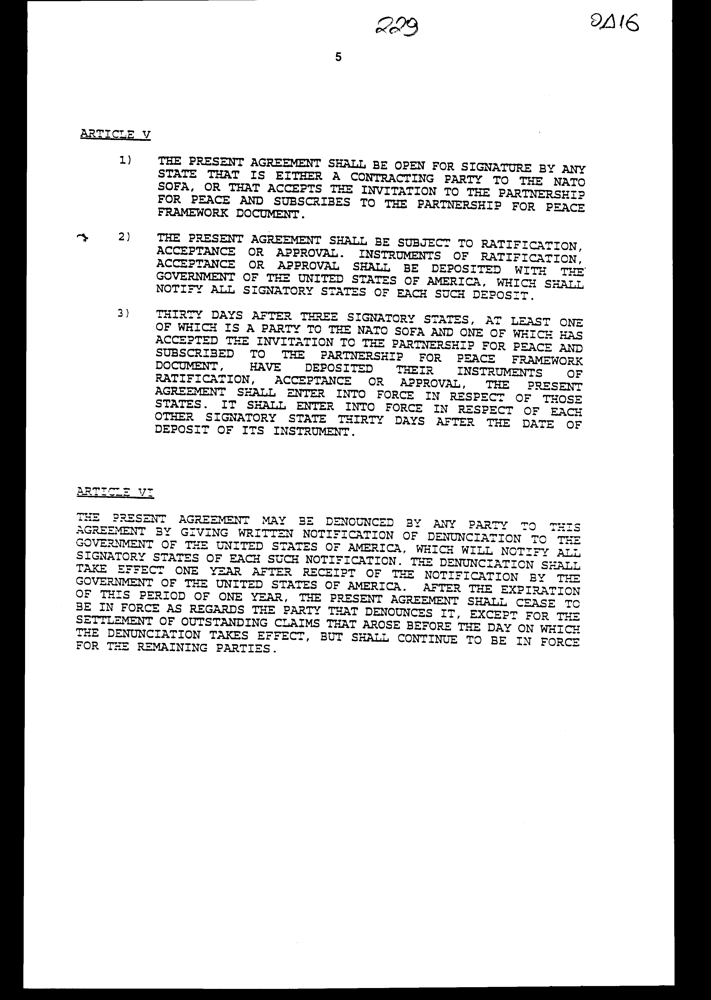 229
5
ARTICLE V
1) THE PRESENT AGREEMENT SHALL BE OPEN FOR SIGNATURE BY ANY
STATE THAT IS EITHER A CONTRACTING PARTY TO THE NATO
SOFA, OR THAT ACCEPTS THE INVITATION TO THE PARTNERSHIP
FOR PEACE AND SUBSCRIBES TO THE PARTNERSHIP FOR PEACE
FRAMEWORK DOCUMENT.
2) THE PRESENT AGREEMENT SHALL BE SUBJECT TO RATIFICATION,
ACCEPTANCE OR APPROVAL. INSTRUMENTS OF RATIFICATION,
ACCEPTANCE OR APPROVAL SHALL BE DEPOSITED WITH THE
GOVERNMENT OF THE UNITED STATES OF AMERICA, WHICH SHALL
NOTIFY ALL SIGNATORY STATES OF EACH SUCH DEPOSIT.
3) THIRTY DAYS AFTER THREE SIGNATORY STATES, AT LEAST ONE
OF WHICH IS A PARTY TO THE NATO SOFA AND ONE OF WHICH HAS
ACCEPTED THE INVITATION TO THE PARTNERSHIP FOR PEACE AND
SUBSCRIBED TO THE PARTNERSHIP FOR PEACE FRAMEWORK
DOCUMENT, HAVE DEPOSITED THEIR INSTRUMENTS OF
RATIFICATION, ACCEPTANCE OR APPROVAL, THE PRESENT
AGREEMENT SHALL ENTER INTO FORCE IN RESPECT OF THOSE
STATES. IT SHALL ENTER INTO FORCE IN RESPECT OF EACH
OTHER SIGNATORY STATE THIRTY DAYS AFTER THE DATE OF
DEPOSIT OF ITS INSTRUMENT.
ARTICLE VI
THE PRESENT AGREEMENT MAY BE DENOUNCED BY ANY PARTY TO THIS
AGREEMENT BY GIVING WRITTEN NOTIFICATION OF DENUNCIATION TO THE
GOVERNMENT OF THE UNITED STATES OF AMERICA, WHICH WILL NOTIFY ALL
SIGNATORY STATES OF EACH SUCH NOTIFICATION. THE DENUNCIATION SHALL
TAKE EFFECT ONE YEAR AFTER RECEIPT OF THE NOTIFICATION BY THE
GOVERNMENT OF THE UNITED STATES OF AMERICA. AFTER THE EXPIRATION
OF THIS PERIOD OF ONE YEAR, THE PRESENT AGREEMENT SHALL CEASE TO
BE IN FORCE AS REGARDS THE PARTY THAT DENOUNCES IT, EXCEPT FOR THE
SETTLEMENT OF OUTSTANDING CLAIMS THAT AROSE BEFORE THE DAY ON WHICH
THE DENUNCIATION TAKES EFFECT, BUT SHALL CONTINUE TO BE IN FORCE
FOR THE REMAINING PARTIES.